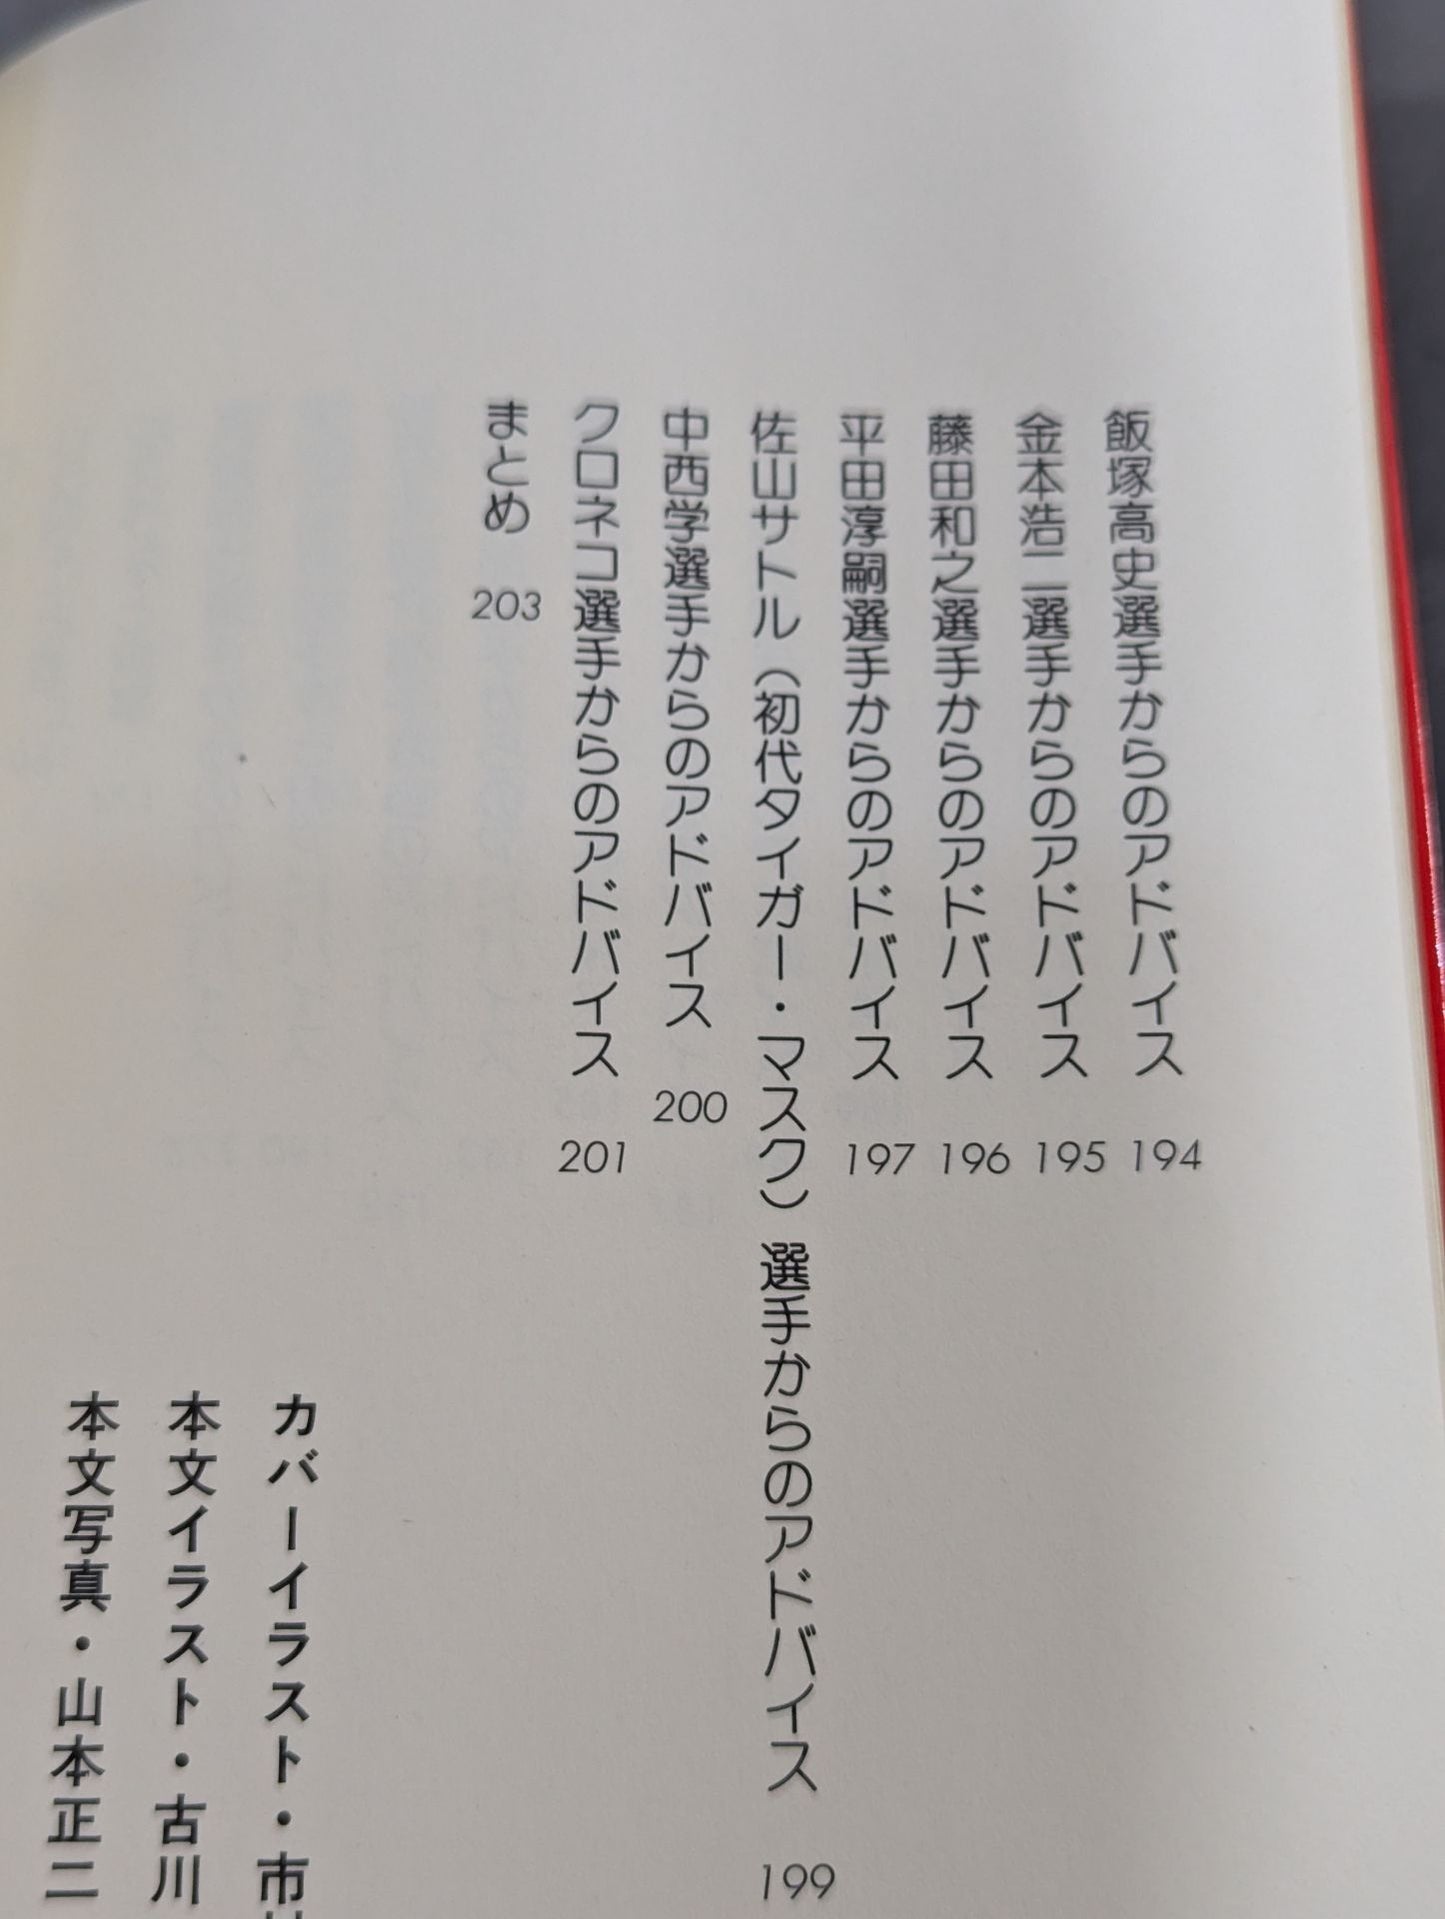 飯塚高史選手からのアドバイス 194
金本浩二選手からのアドバイス 195
藤田和之選手からのアドバイス 196
平田淳嗣選手からのアドバイス 197
佐山サトル（初代タイガー・マスク）選手からのアドバイス 199
中西学選手からのアドバイス 200
クロネコ選手からのアドバイス 201
まとめ 203
カバーイラスト・市
本文イラスト・古川
本文写真・山本正二